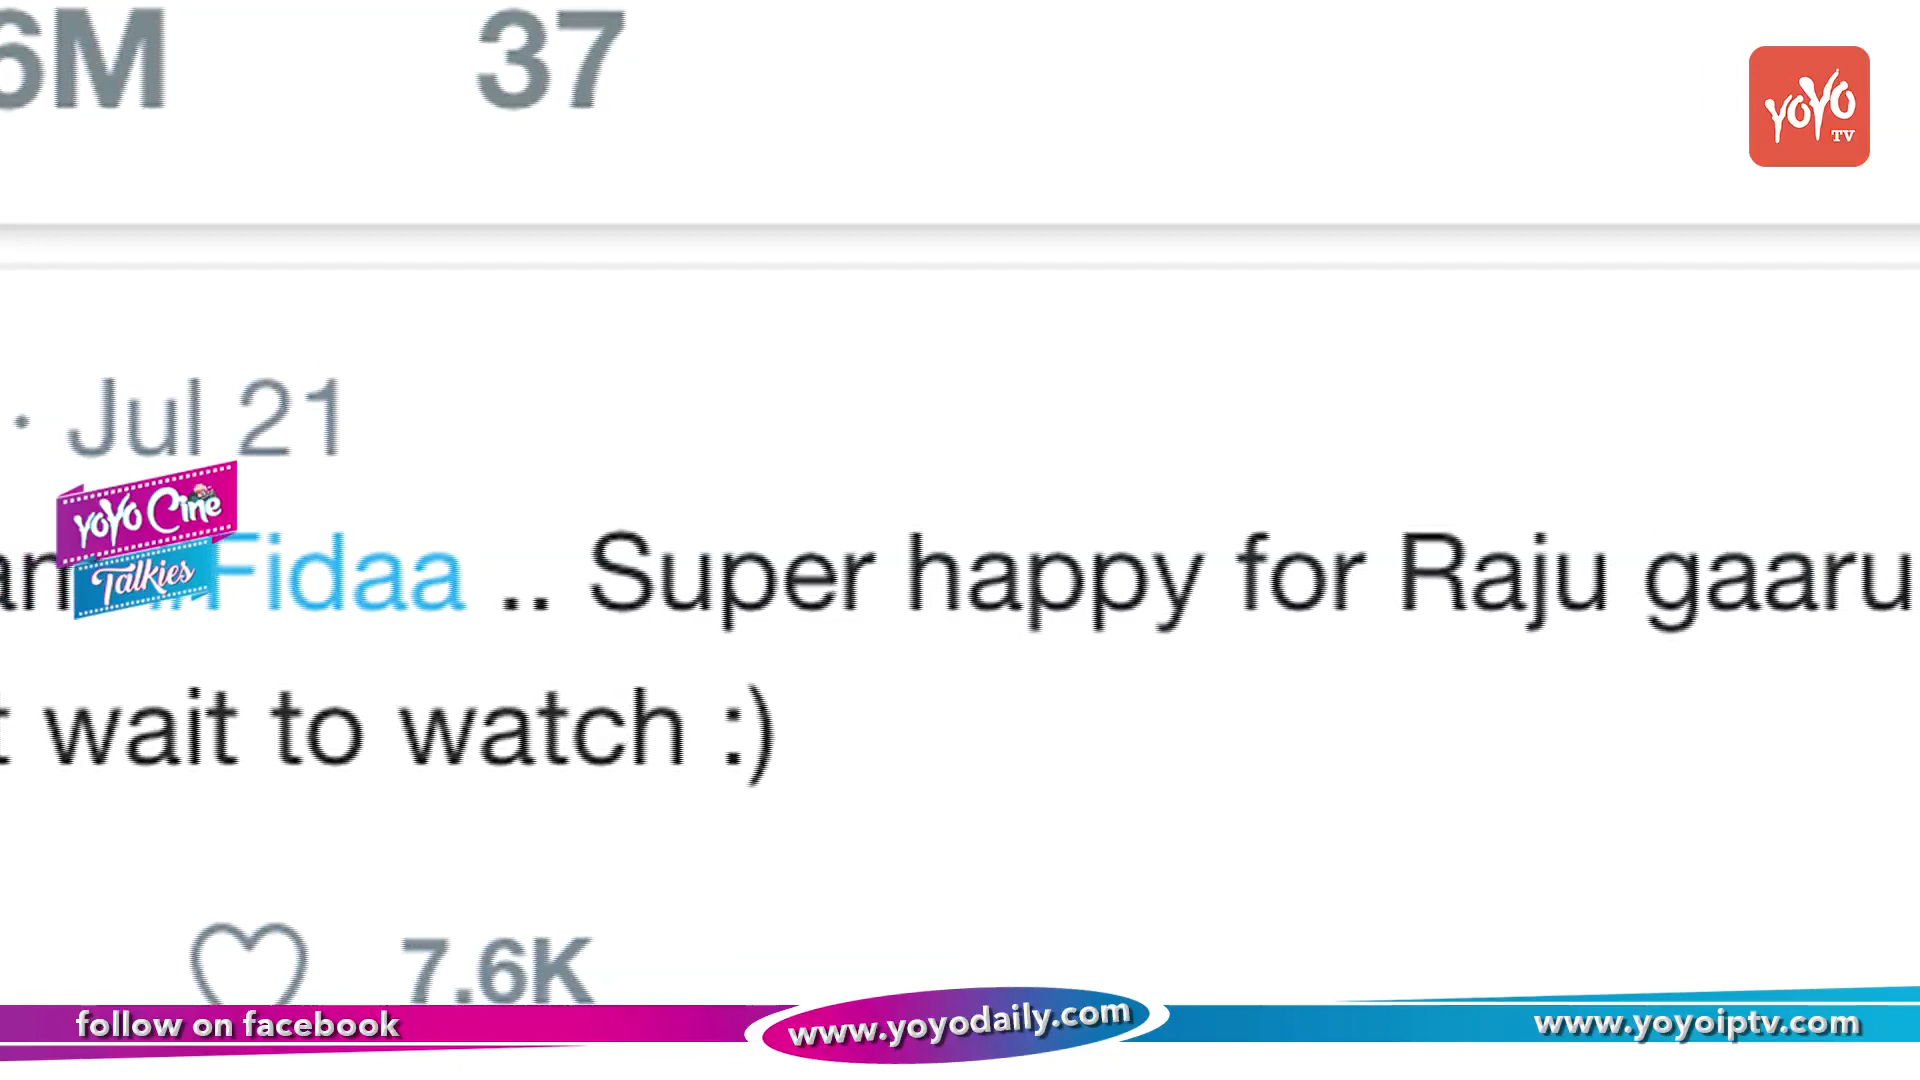 6M 37
YOYO TV
· Jul 21
YOYO Cine
Talkies
#Fidaa .. Super happy for Raju gaaru
wait to watch :)
7.6K
follow on facebook
www.yoyodaily.com
www.yoyoiptv.com